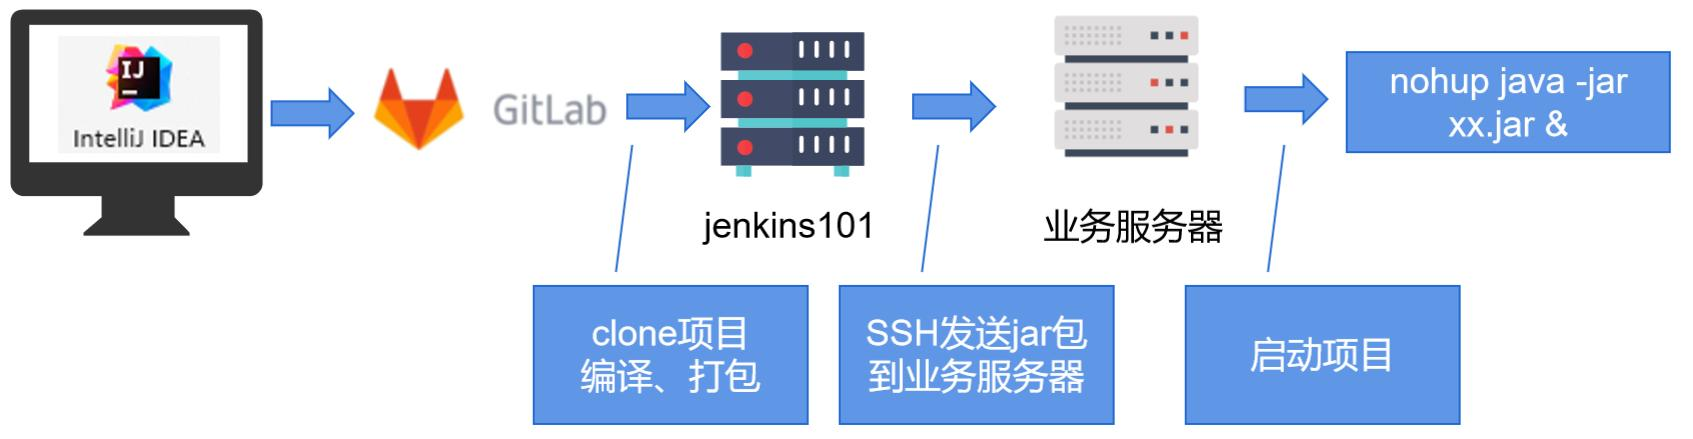 IJ
IntelliJ IDEA
GitLab
nohup java -jar
xx.jar &
jenkins101
业务服务器
clone项目
编译、打包
SSH发送jar包
到业务服务器
启动项目